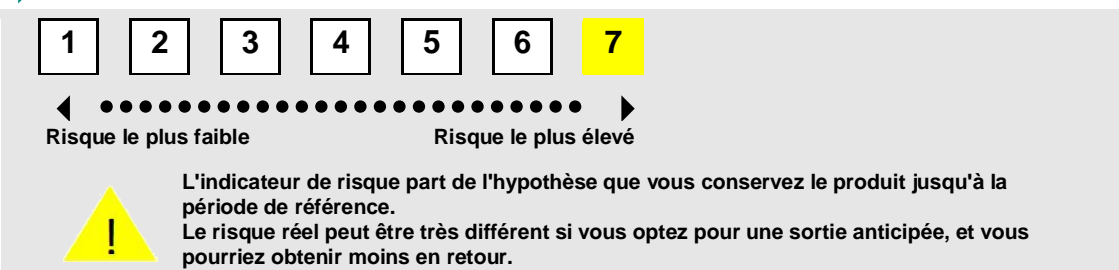 1 2 3 4 5 6 7
Risque le plus faible Risque le plus élevé
L'indicateur de risque part de l'hypothèse que vous conservez le produit jusqu'à la
période de référence.
Le risque réel peut être très différent si vous optez pour une sortie anticipée, et vous
pourriez obtenir moins en retour.
!